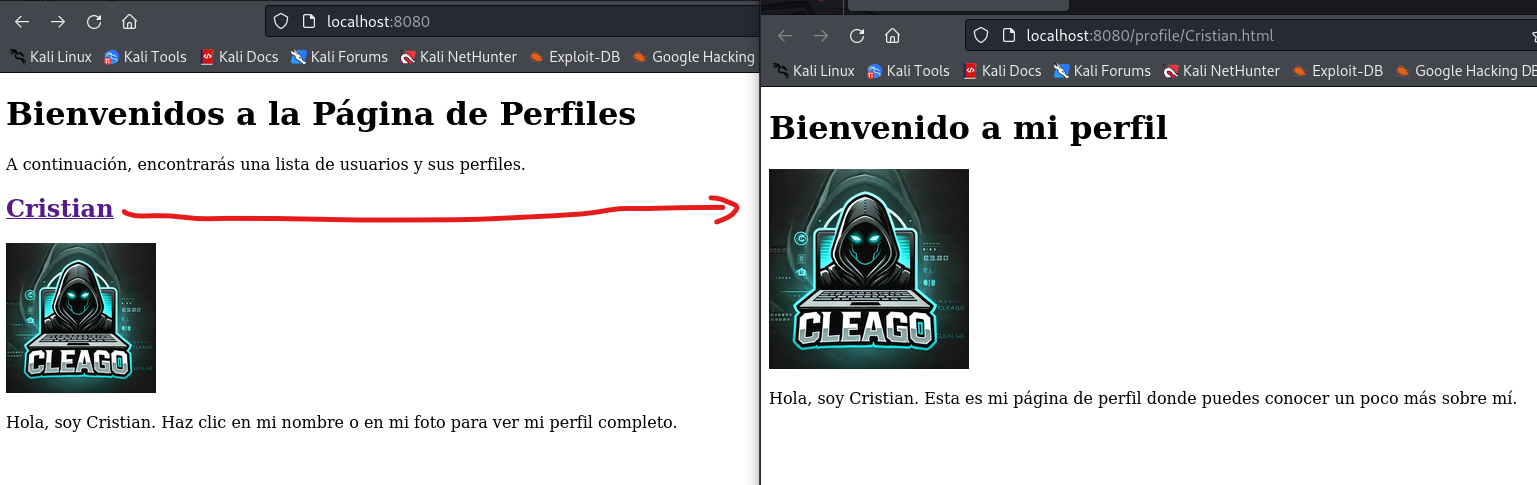 localhost:8080
Kali Linux Kali Tools Kali Docs Kali Forums Kali NetHunter Exploit-DB Google Hacking
Bienvenidos a la Página de Perfiles
A continuación, encontrarás una lista de usuarios y sus perfiles.
Cristian
CLEAGO
Hola, soy Cristian. Haz clic en mi nombre o en mi foto para ver mi perfil completo.
localhost:8080/profile/Cristian.html
Kali Linux Kali Tools Kali Docs Kali Forums Kali NetHunter Exploit-DB Google Hacking DB
Bienvenido a mi perfil
CLEAGO
Hola, soy Cristian. Esta es mi página de perfil donde puedes conocer un poco más sobre mí.